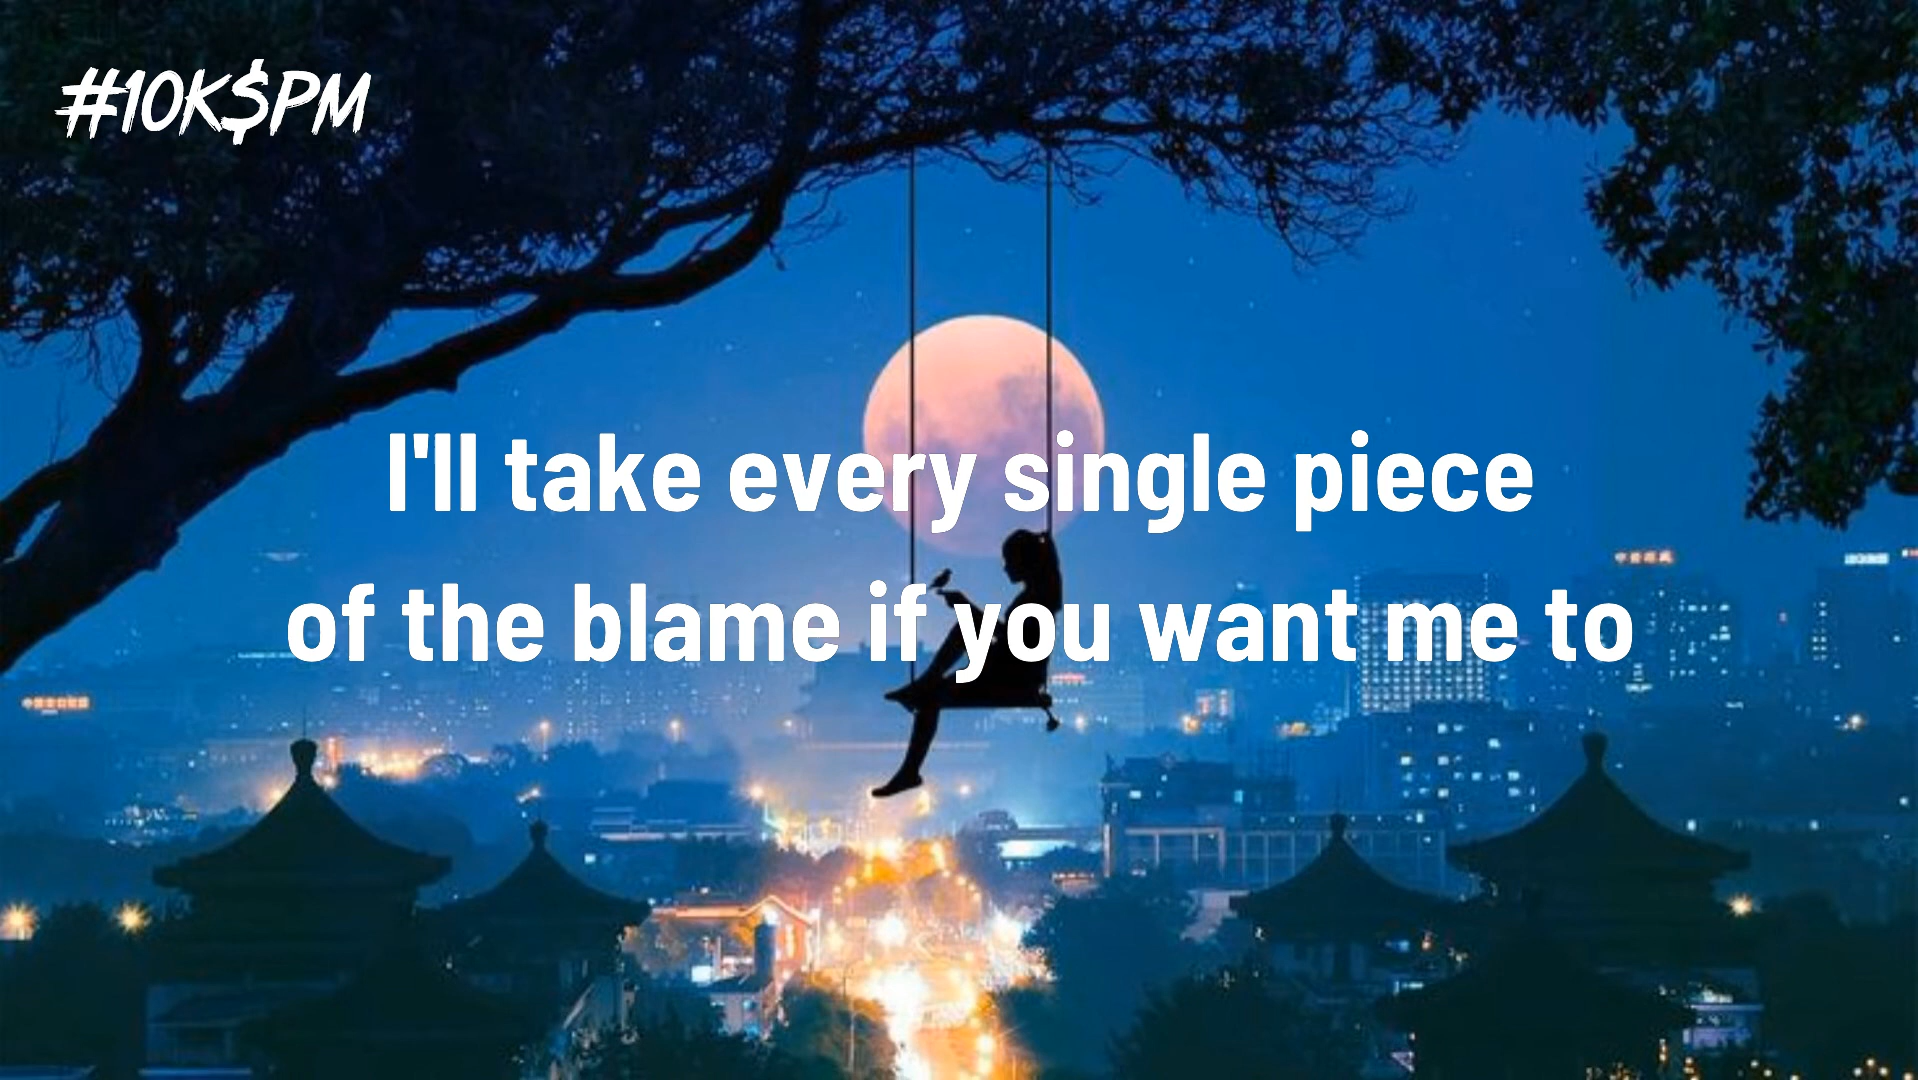 #10K$PM
I'll take every single piece
of the blame if you want me to